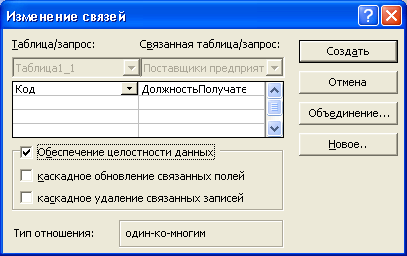 Изменение связей
Таблица/запрос: Связанная таблица/запрос:
Таблица1_1 Поставщики предприят
Код ДолжностьПолучате
Обеспечение целостности данных
каскадное обновление связанных полей
каскадное удаление связанных записей
Тип отношения: один-ко-многим
Создать
Отмена
Объединение...
Новое..